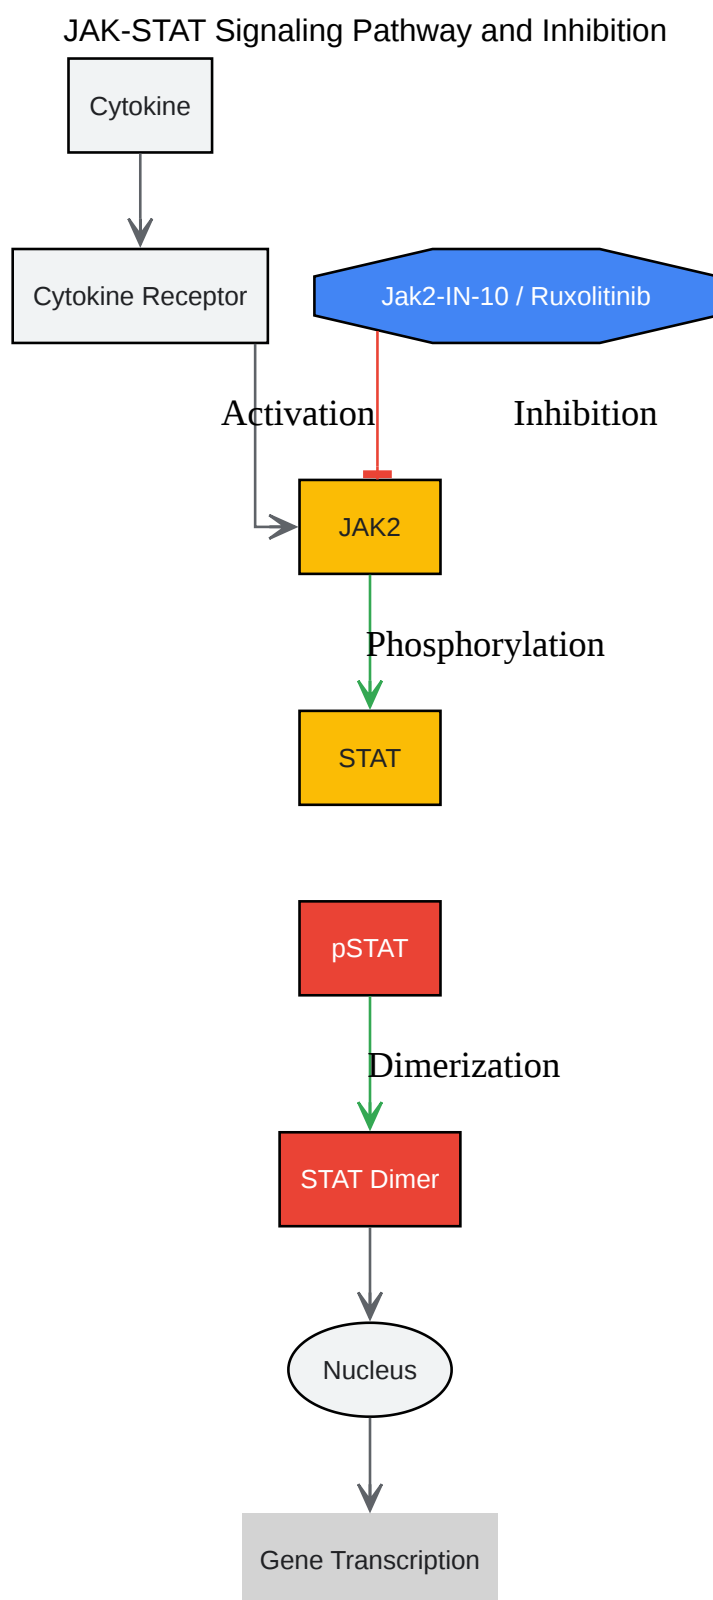 JAK-STAT Signaling Pathway and Inhibition
Cytokine
Cytokine Receptor
Jak2-IN-10 / Ruxolitinib
Activation
Inhibition
JAK2
Phosphorylation
STAT
pSTAT
Dimerization
STAT Dimer
Nucleus
Gene Transcription